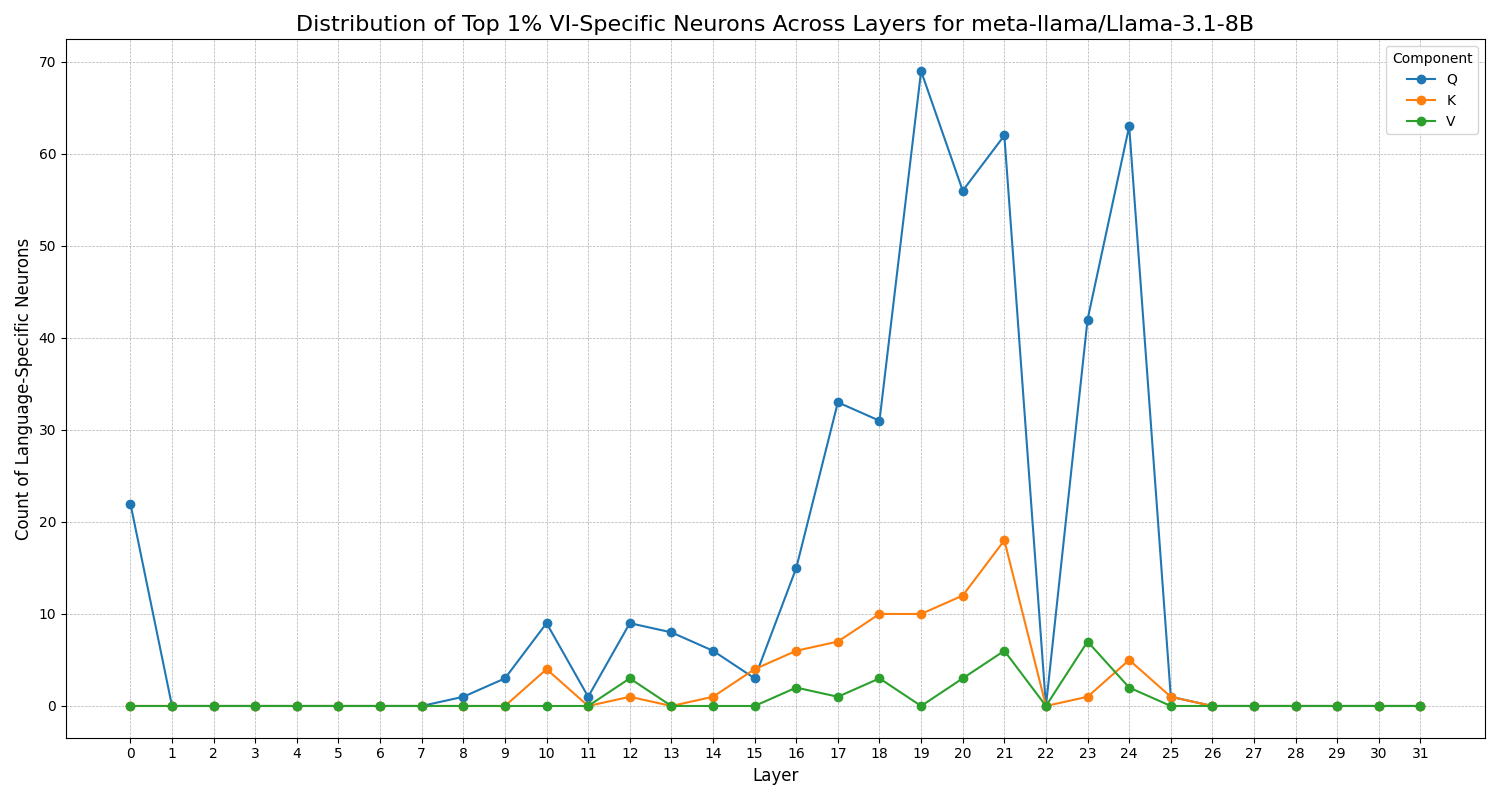 Distribution of Top 1% VI-Specific Neurons Across Layers for meta-llama/Llama-3.1-8B
Component
Q
K
V
Count of Language-Specific Neurons
70
60
50
40
30
20
10
0
0 1 2 3 4 5 6 7 8 9 10 11 12 13 14 15 16 17 18 19 20 21 22 23 24 25 26 27 28 29 30 31
Layer